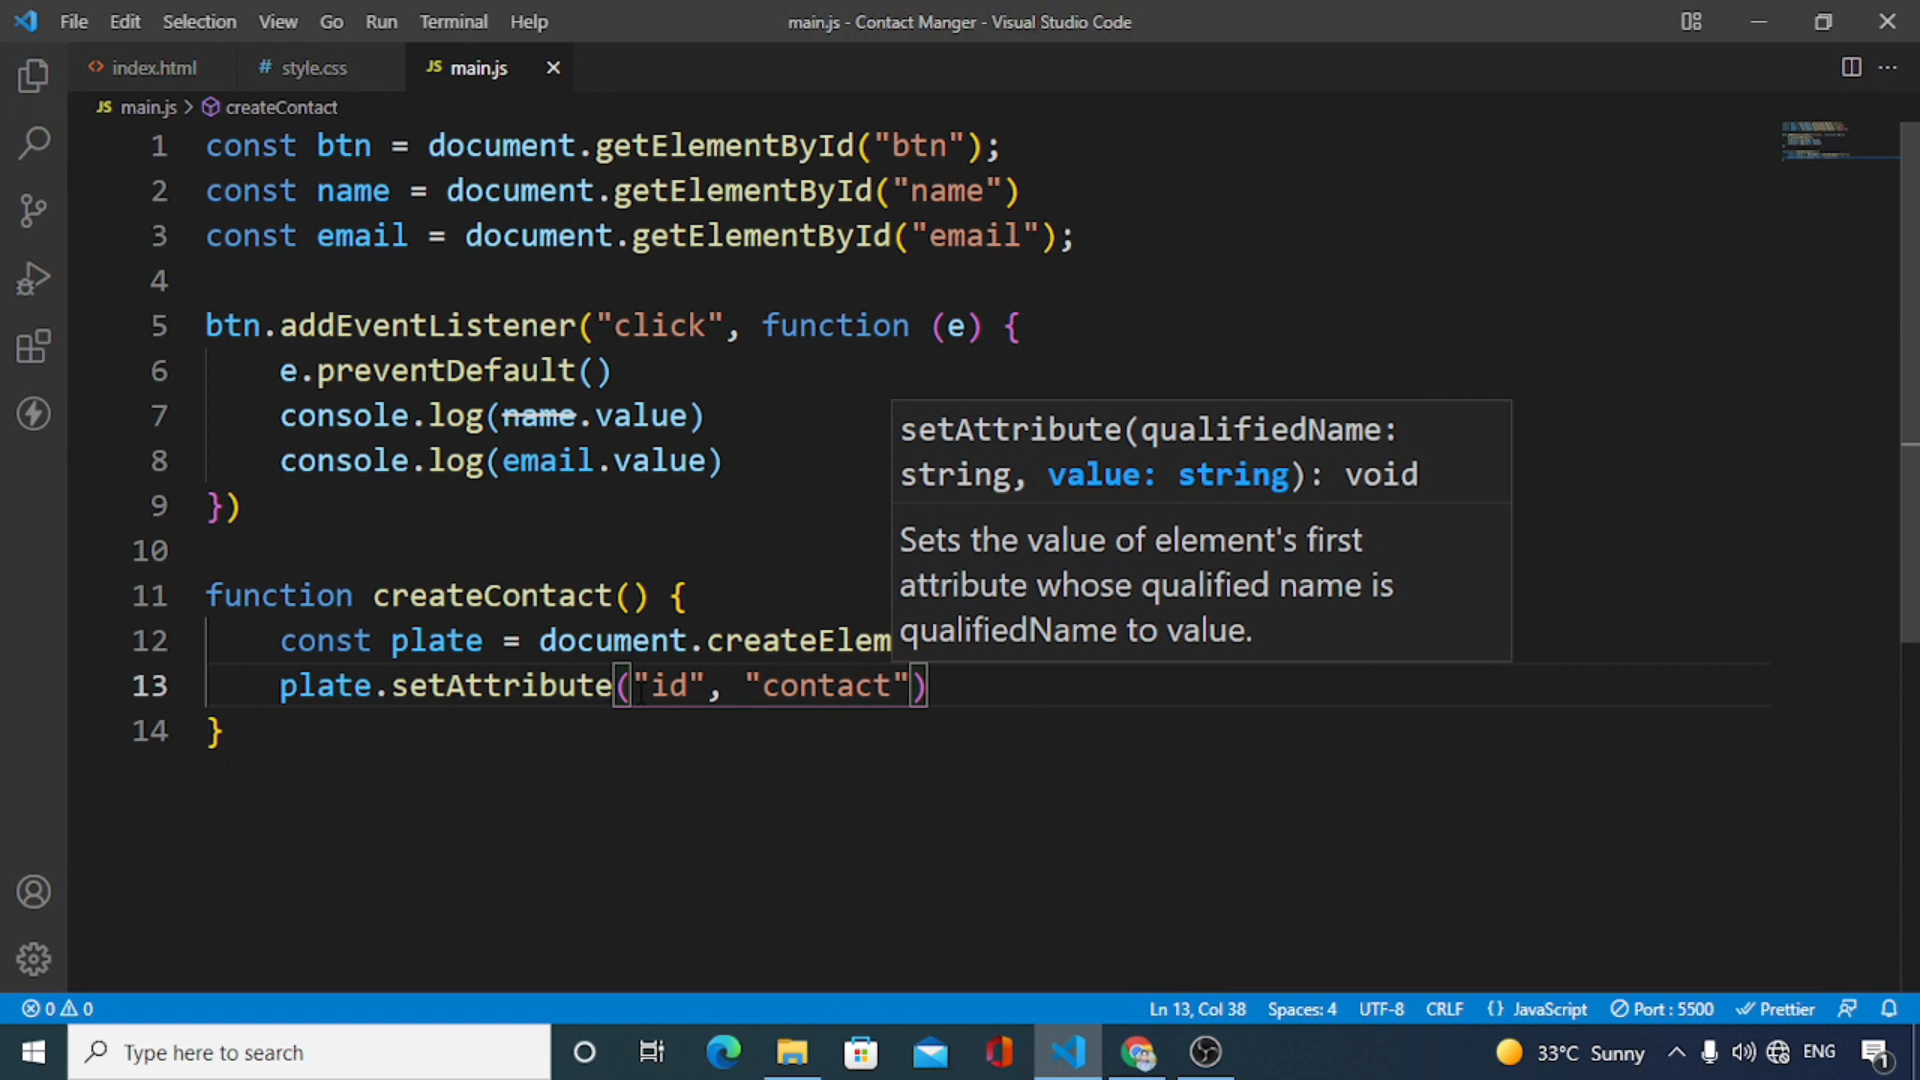 File Edit Selection View Go Run Terminal Help
main.js - Contact Manger - Visual Studio Code
<> index.html
# style.css
JS main.js ×
JS main.js > createContact
1 const btn = document.getElementById("btn");
2 const name = document.getElementById("name")
3 const email = document.getElementById("email");
4
5 btn.addEventListener("click", function (e) {
6 e.preventDefault()
7 console.log(name.value)
8 console.log(email.value)
9 })
10
11 function createContact() {
12 const plate = document.createElem
13 plate.setAttribute("id", "contact")
14 }
setAttribute(qualifiedName:
string, value: string): void
Sets the value of element's first
attribute whose qualified name is
qualifiedName to value.
0 0
Ln 13, Col 38 Spaces: 4 UTF-8 CRLF {} JavaScript Port : 5500 Prettier
Type here to search
33°C Sunny
ENG
1